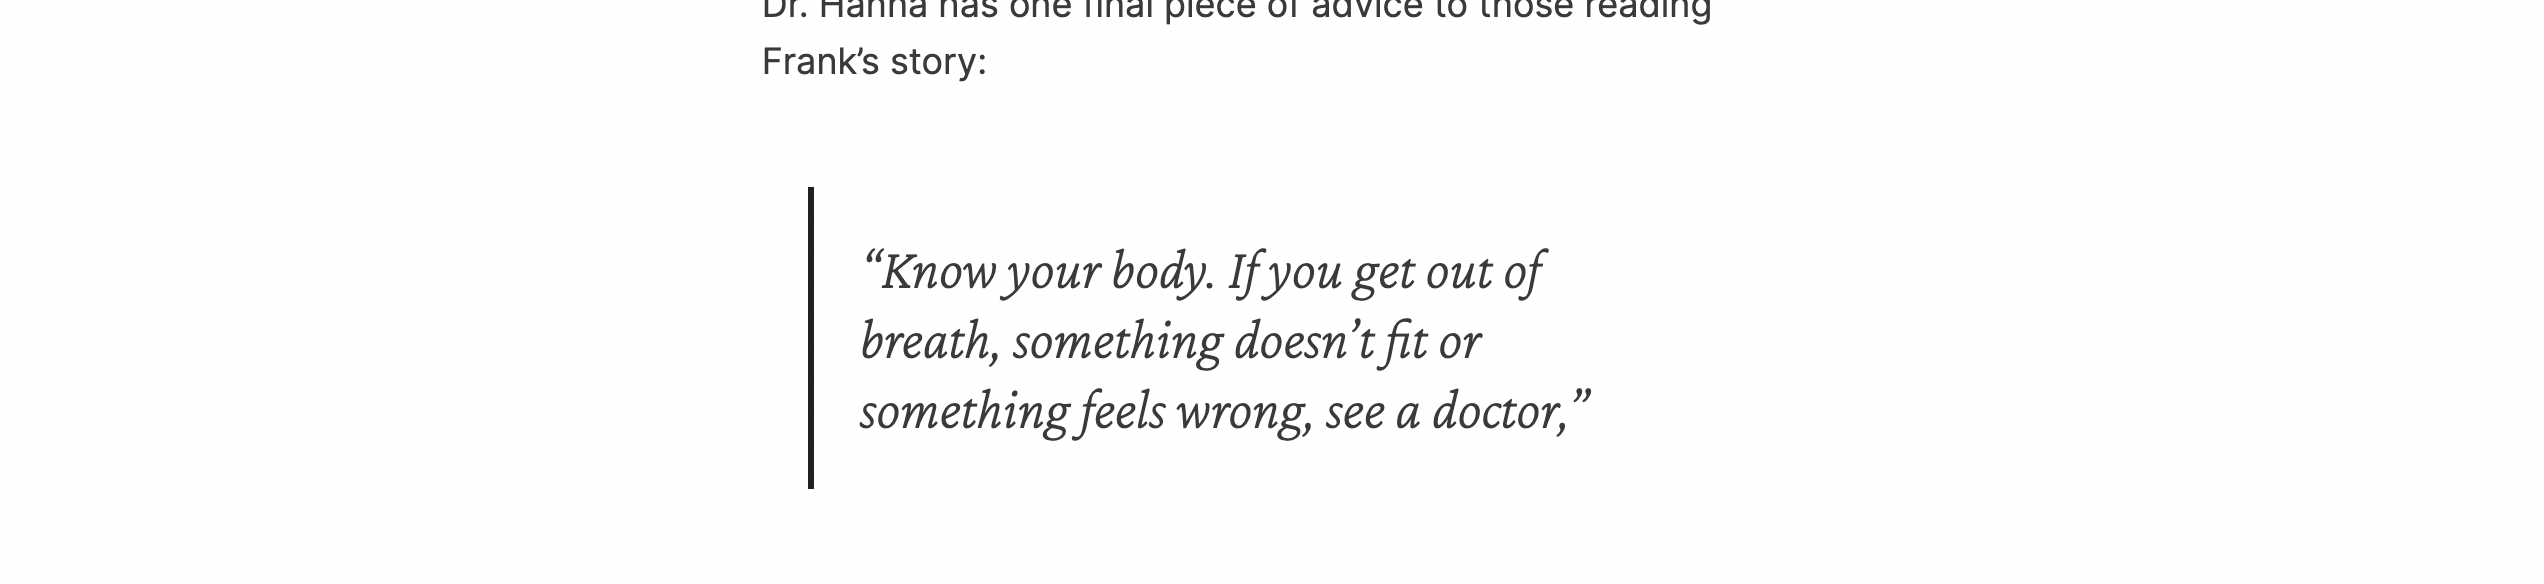 Dr. Hanna has one final piece of advice to those reading
Frank’s story:
“Know your body. If you get out of
breath, something doesn’t fit or
something feels wrong, see a doctor,”